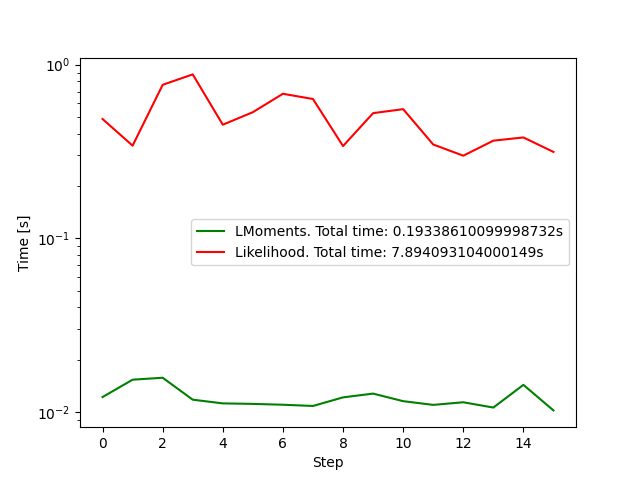 10⁰
10⁻¹
10⁻²
Time [s]
LMoments. Total time: 0.19338610099998732s
Likelihood. Total time: 7.894093104000149s
0 2 4 6 8 10 12 14
Step